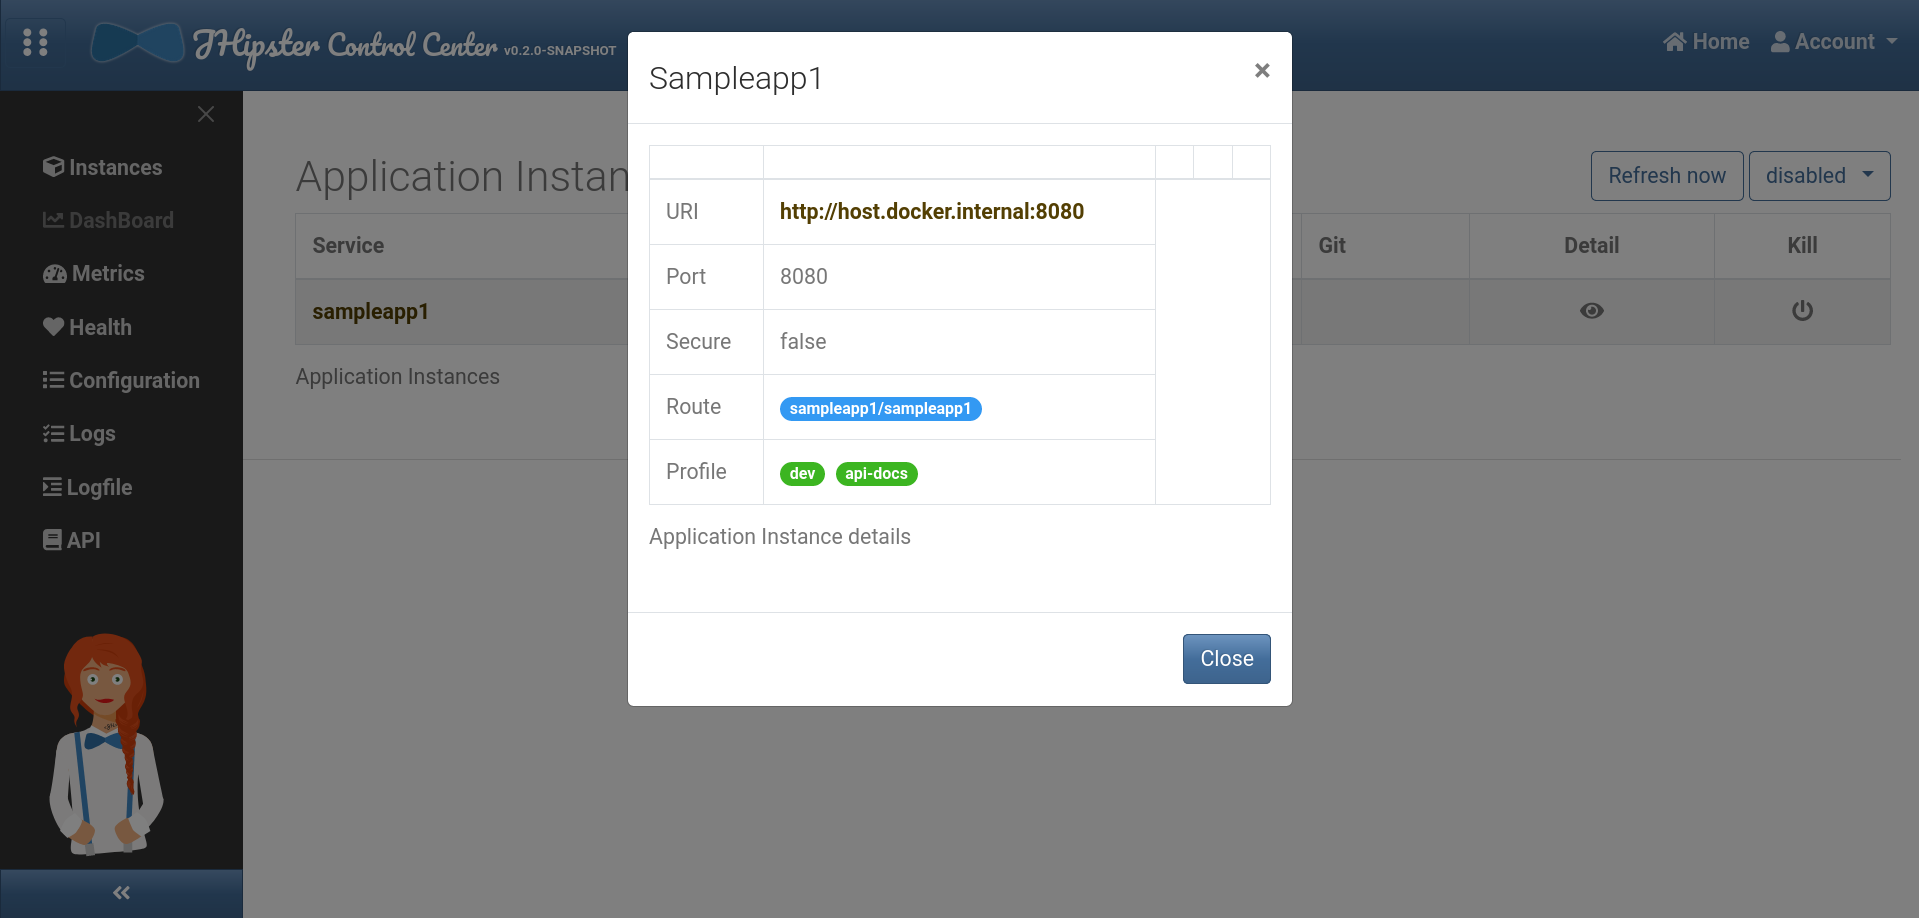 JHipster Control Center v0.2.0-SNAPSHOT
Home
Account
Instances
DashBoard
Metrics
Health
Configuration
Logs
Logfile
API
Application Instan
Refresh now
disabled
Service
Git
Detail
Kill
sampleapp1
Application Instances
Sampleapp1
×
URI http://host.docker.internal:8080
Port 8080
Secure false
Route sampleapp1/sampleapp1
Profile dev api-docs
Application Instance details
Close